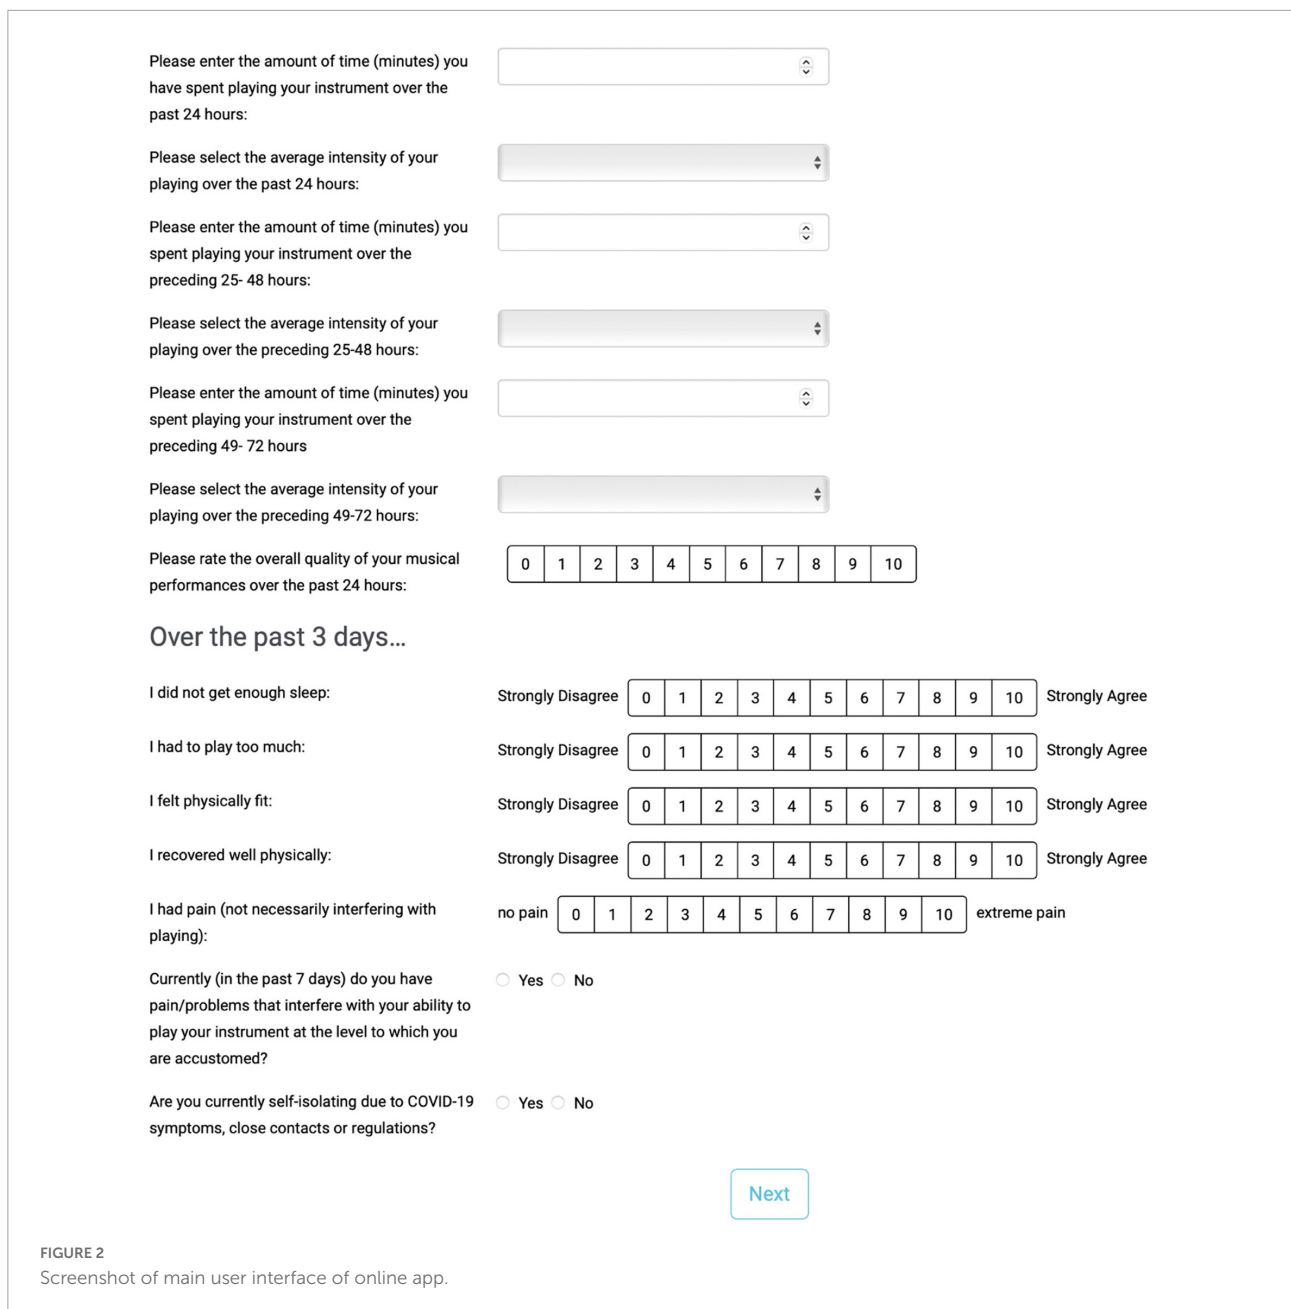 Please enter the amount of time (minutes) you
have spent playing your instrument over the
past 24 hours:
Please select the average intensity of your
playing over the past 24 hours:
Please enter the amount of time (minutes) you
spent playing your instrument over the
preceding 25- 48 hours:
Please select the average intensity of your
playing over the preceding 25-48 hours:
Please enter the amount of time (minutes) you
spent playing your instrument over the
preceding 49- 72 hours
Please select the average intensity of your
playing over the preceding 49-72 hours:
Please rate the overall quality of your musical
performances over the past 24 hours:
0 1 2 3 4 5 6 7 8 9 10
Over the past 3 days...
I did not get enough sleep: Strongly Disagree 0 1 2 3 4 5 6 7 8 9 10 Strongly Agree
I had to play too much: Strongly Disagree 0 1 2 3 4 5 6 7 8 9 10 Strongly Agree
I felt physically fit: Strongly Disagree 0 1 2 3 4 5 6 7 8 9 10 Strongly Agree
I recovered well physically: Strongly Disagree 0 1 2 3 4 5 6 7 8 9 10 Strongly Agree
I had pain (not necessarily interfering with
playing):
no pain 0 1 2 3 4 5 6 7 8 9 10 extreme pain
Currently (in the past 7 days) do you have
pain/problems that interfere with your ability to
play your instrument at the level to which you
are accustomed?
Yes No
Are you currently self-isolating due to COVID-19
symptoms, close contacts or regulations?
Yes No
Next
FIGURE 2
Screenshot of main user interface of online app.